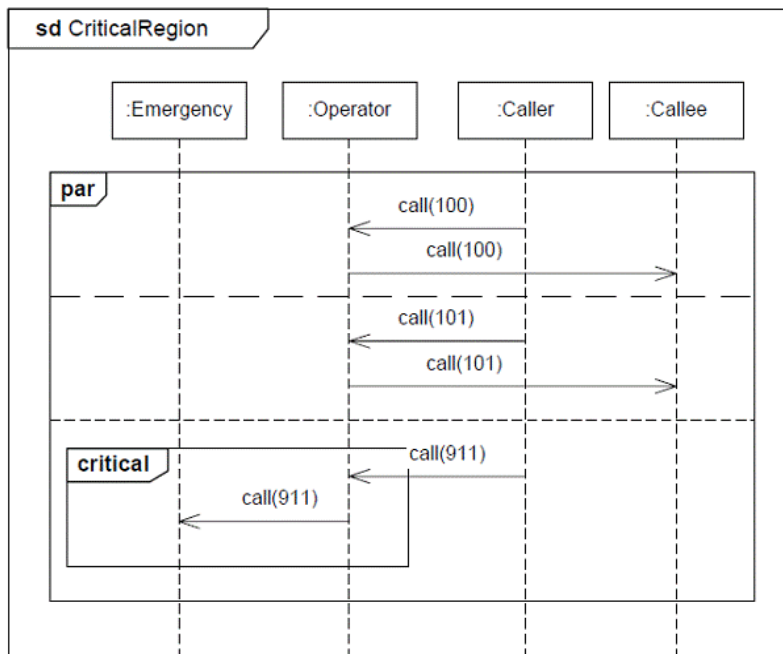 sd CriticalRegion
:Emergency :Operator :Caller :Callee
par
call(100)
call(100)
call(101)
call(101)
critical
call(911)
call(911)